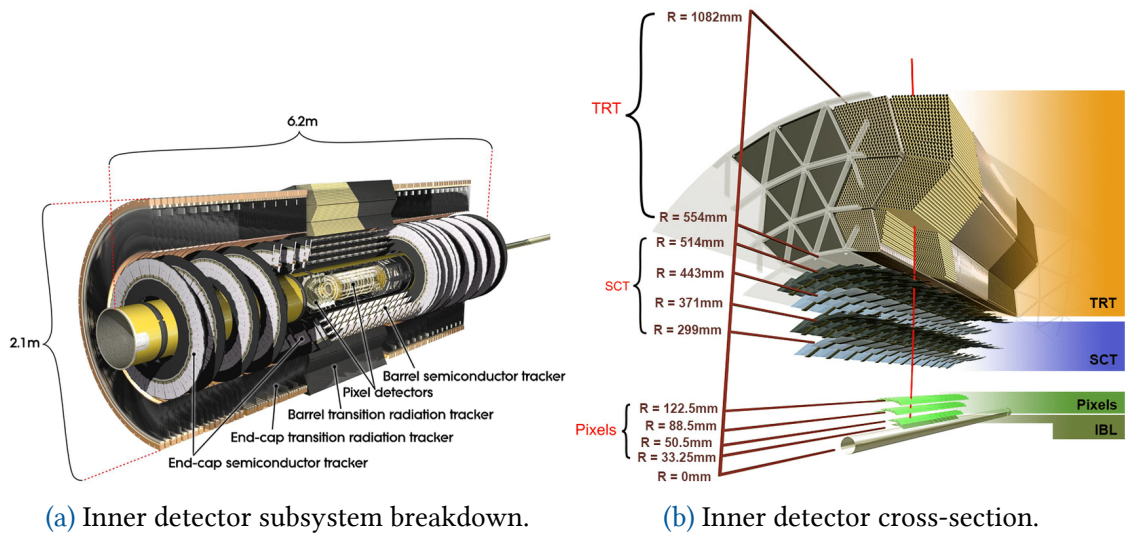 6.2m
2.1m
Barrel semiconductor tracker
Pixel detectors
Barrel transition radiation tracker
End-cap transition radiation tracker
End-cap semiconductor tracker
(a) Inner detector subsystem breakdown.
R = 1082mm
TRT
R = 554mm
R = 514mm
R = 443mm
SCT
R = 371mm
R = 299mm
TRT
SCT
R = 122.5mm
Pixels
R = 88.5mm
R = 50.5mm
R = 33.25mm
R = 0mm
Pixels
IBL
(b) Inner detector cross-section.